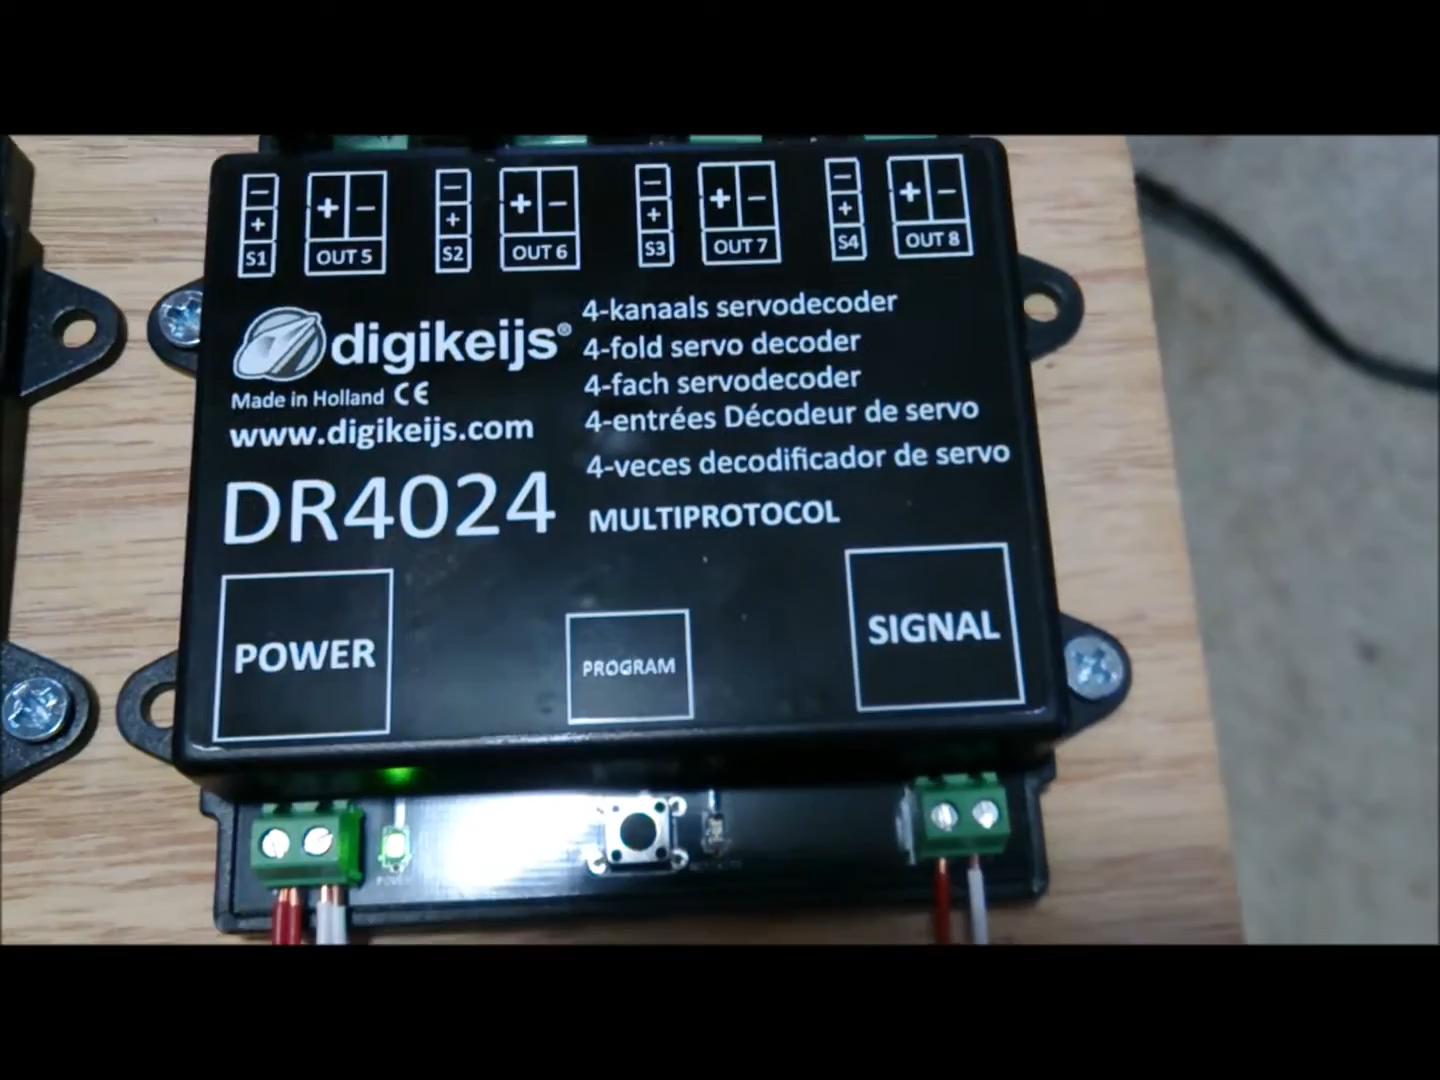 − + S1
+ −
OUT 5
− + S2
+ −
OUT 6
− + S3
+ −
OUT 7
− + S4
+ −
OUT 8
digikeijs®
Made in Holland CE
www.digikeijs.com
DR4024
4-kanaals servodecoder
4-fold servo decoder
4-fach servodecoder
4-entrées Décodeur de servo
4-veces decodificador de servo
MULTIPROTOCOL
POWER
PROGRAM
SIGNAL